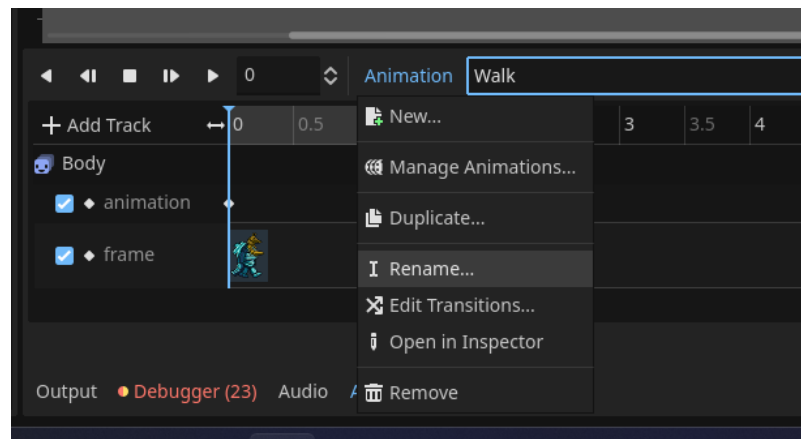 0
Animation
Walk
Add Track
0
0.5
3
3.5
4
New...
Body
Manage Animations...
animation
Duplicate...
frame
Rename...
Edit Transitions...
Open in Inspector
Output
Debugger (23)
Audio
Remove